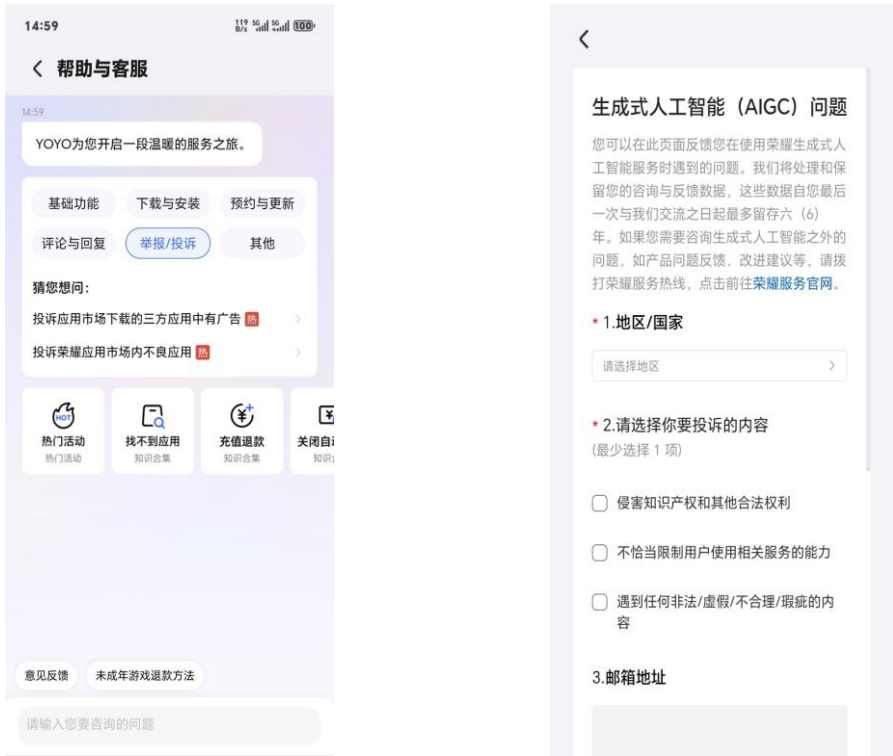 14:59
119 B/s 5G 5G 100
帮助与客服
14:59
YOYO为您开启一段温暖的服务之旅。
基础功能 下载与安装 预约与更新
评论与回复 举报/投诉 其他
猜您想问：
投诉应用市场下载的三方应用中有广告 热
投诉荣耀应用市场内不良应用 热
HOT
热门活动 找不到应用 充值退款 关闭自
热门活动 知识合集 知识合集 知识
意见反馈 未成年游戏退款方法
请输入您要咨询的问题
生成式人工智能（AIGC）问题
您可以在此页面反馈您在使用荣耀生成式人
工智能服务时遇到的问题。我们将处理和保
留您的咨询与反馈数据，这些数据自您最后
一次与我们交流之日起最多留存六（6）
年。如果您需要咨询生成式人工智能之外的
问题，如产品问题反馈、改进建议等，请拨
打荣耀服务热线，点击前往荣耀服务官网。
* 1.地区/国家
请选择地区
* 2.请选择你要投诉的内容
(最少选择 1 项)
侵害知识产权和其他合法权利
不恰当限制用户使用相关服务的能力
遇到任何非法/虚假/不合理/瑕疵的内
容
3.邮箱地址